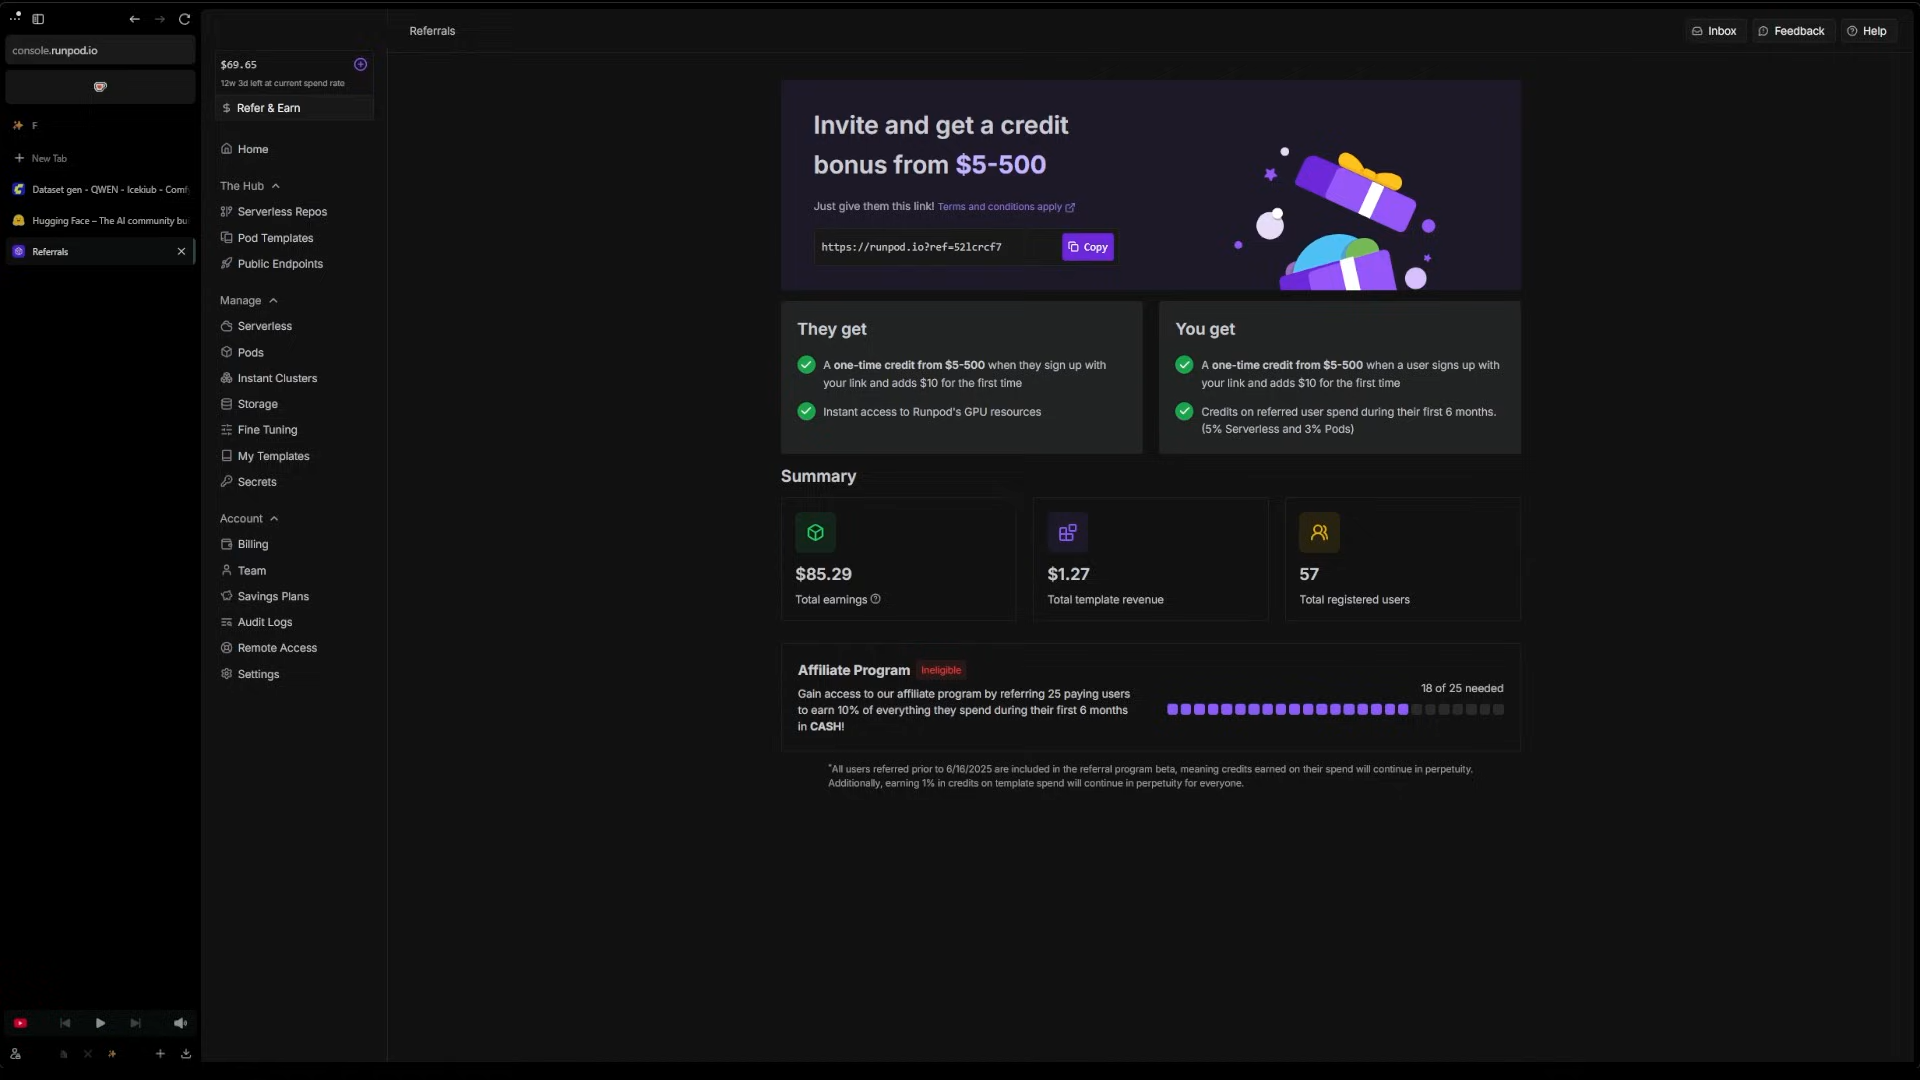 console.runpod.io
F
New Tab
Dataset gen - QWEN - Icekiub - Com
Hugging Face – The AI community bu
Referrals
$69.65
12w 3d left at current spend rate
Refer & Earn
Home
The Hub
Serverless Repos
Pod Templates
Public Endpoints
Manage
Serverless
Pods
Instant Clusters
Storage
Fine Tuning
My Templates
Secrets
Account
Billing
Team
Savings Plans
Audit Logs
Remote Access
Settings
Referrals
Inbox
Feedback
Help
Invite and get a credit
bonus from $5-500
Just give them this link! Terms and conditions apply
https://runpod.io?ref=52lcrcf7
Copy
They get
A one-time credit from $5-500 when they sign up with
your link and adds $10 for the first time
Instant access to Runpod's GPU resources
You get
A one-time credit from $5-500 when a user signs up with
your link and adds $10 for the first time
Credits on referred user spend during their first 6 months.
(5% Serverless and 3% Pods)
Summary
$85.29
Total earnings
$1.27
Total template revenue
57
Total registered users
Affiliate Program Ineligible
Gain access to our affiliate program by referring 25 paying users
to earn 10% of everything they spend during their first 6 months
in CASH!
18 of 25 needed
*All users referred prior to 6/16/2025 are included in the referral program beta, meaning credits earned on their spend will continue in perpetuity.
Additionally, earning 1% in credits on template spend will continue in perpetuity for everyone.